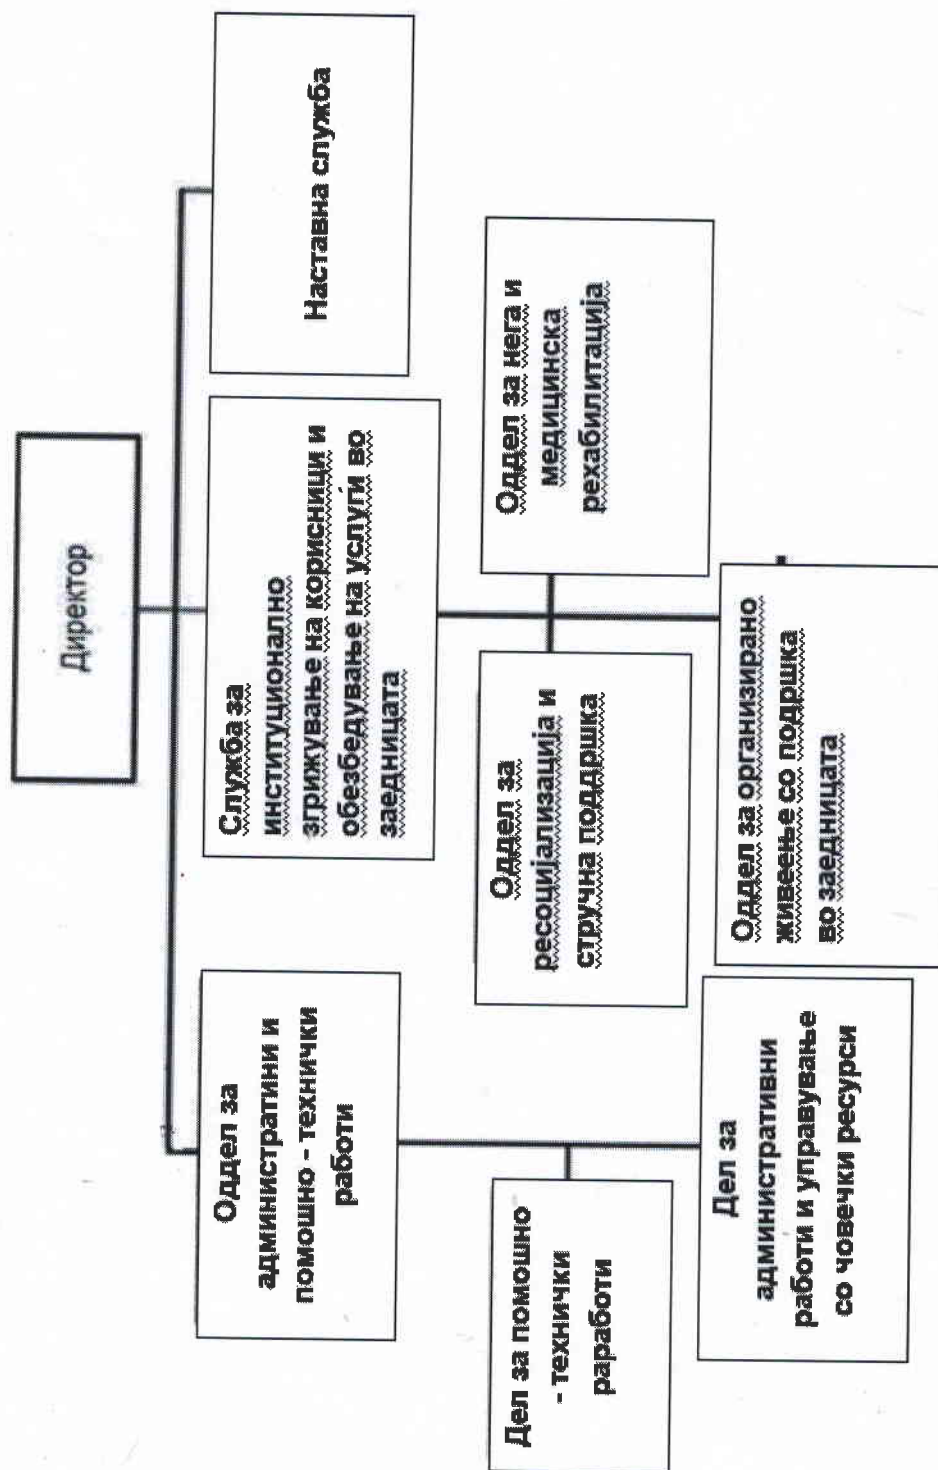 Директор
Оддел за
администратини и
помошно - технички
работи
Служба за
институционално
згрижување на корисници и
обезбедување на услуѓи во
заедницата
Наставна служба
Дел за помошно
- технички
раработи
Оддел за
ресоцијализација и
стручна поддршка
Оддел за нега и
медицинска
рехабилитација
Дел за
административни
работи и управување
со човечки ресурси
Оддел за организирано
живеење со подршка
во заедницата